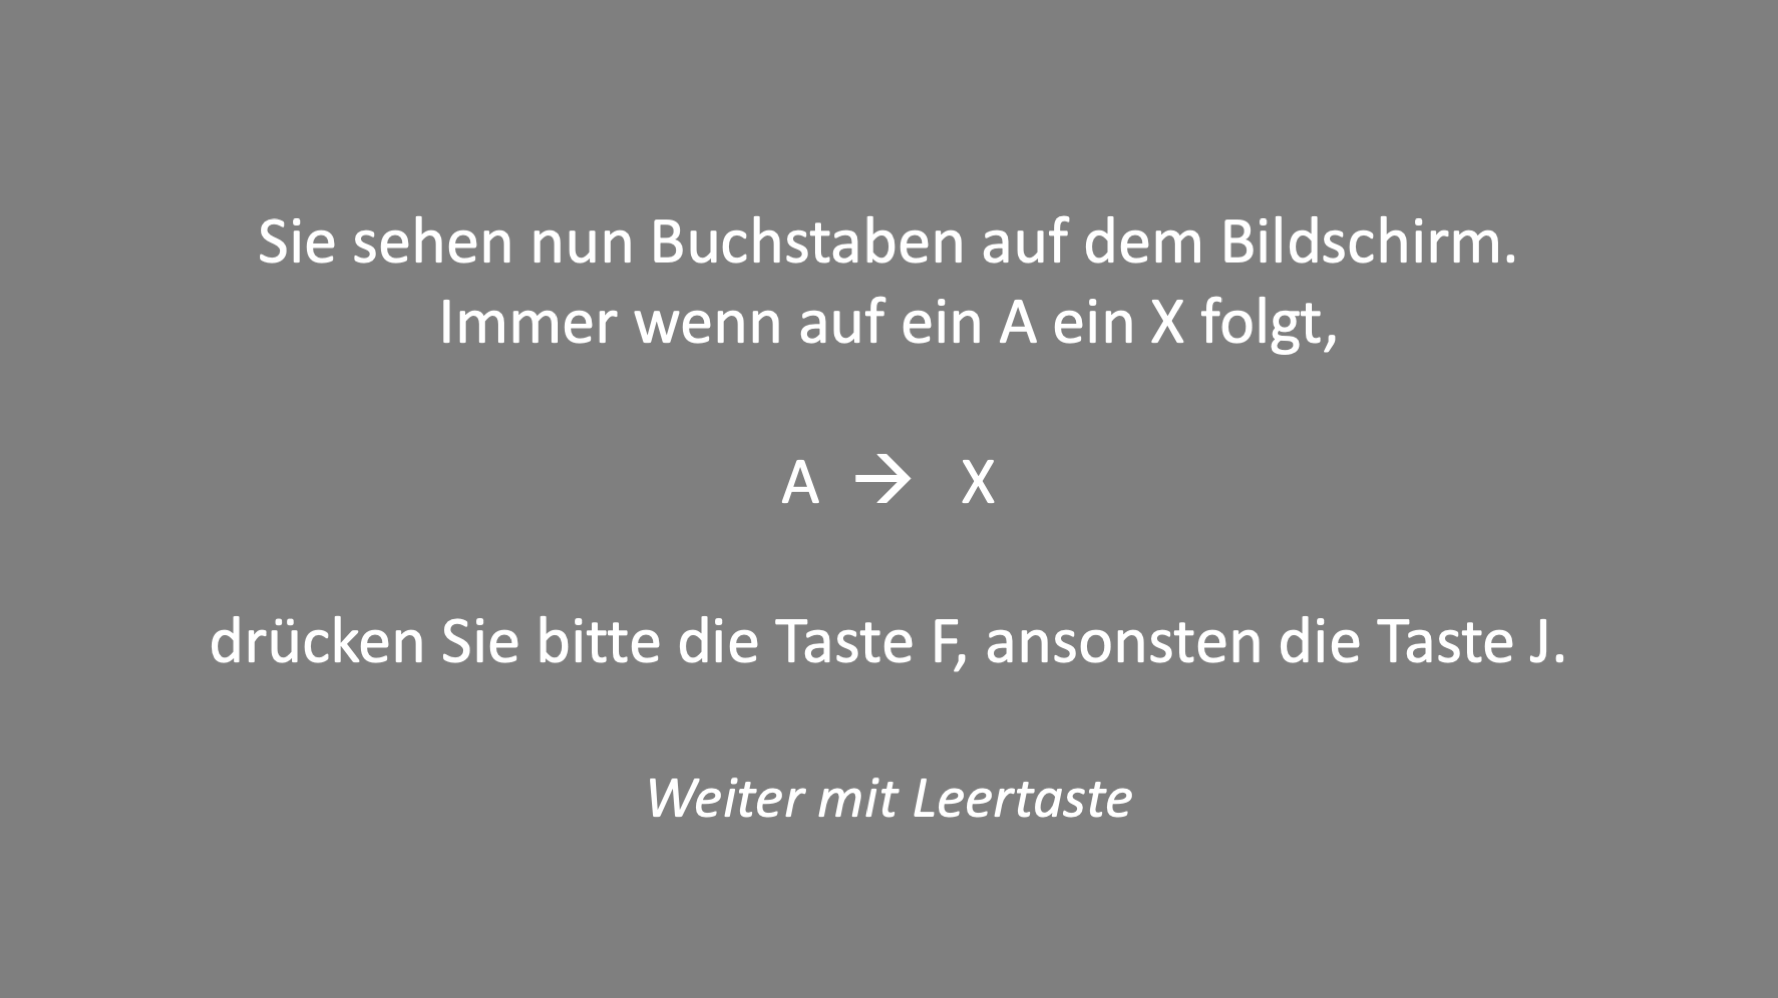 Sie sehen nun Buchstaben auf dem Bildschirm.
Immer wenn auf ein A ein X folgt,
A → X
drücken Sie bitte die Taste F, ansonsten die Taste J.
Weiter mit Leertaste